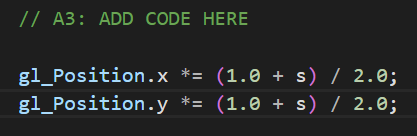 // A3: ADD CODE HERE
gl_Position.x *= (1.0 + s) / 2.0;
gl_Position.y *= (1.0 + s) / 2.0;